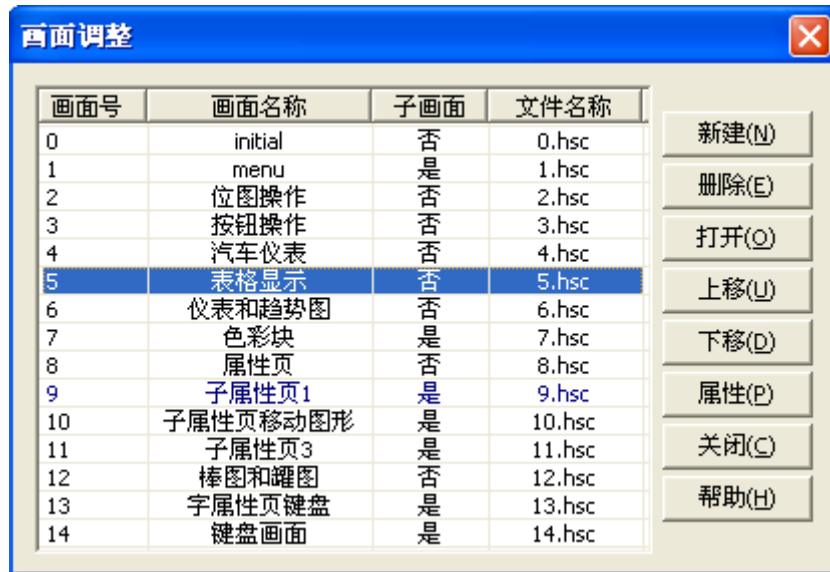 画面调整
画面号 画面名称 子画面 文件名称
0 initial 否 0.hsc
1 menu 是 1.hsc
2 位图操作 否 2.hsc
3 按钮操作 否 3.hsc
4 汽车仪表 否 4.hsc
5 表格显示 否 5.hsc
6 仪表和趋势图 否 6.hsc
7 色彩块 是 7.hsc
8 属性页 否 8.hsc
9 子属性页1 是 9.hsc
10 子属性页移动图形 是 10.hsc
11 子属性页3 是 11.hsc
12 棒图和罐图 否 12.hsc
13 字属性页键盘 是 13.hsc
14 键盘画面 是 14.hsc
新建(N)
删除(E)
打开(O)
上移(U)
下移(D)
属性(P)
关闭(C)
帮助(H)